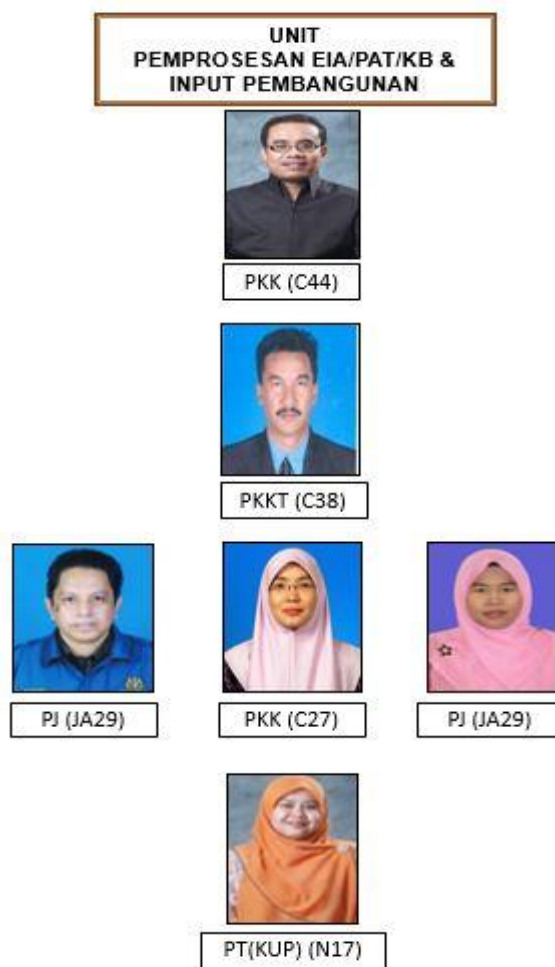 UNIT
PEMPROSESAN EIA/PAT/KB &
INPUT PEMBANGUNAN
PKK (C44)
PKKT (C38)
PJ (JA29)
PKK (C27)
PJ (JA29)
PT(KUP) (N17)